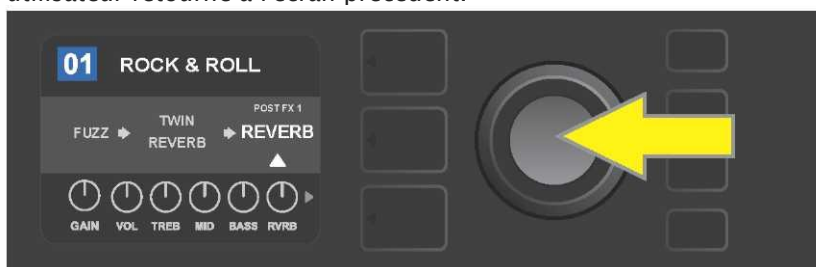 utilisateur retourne à l'écran précédent.
01 ROCK & ROLL
POST FX 1
FUZZ TWIN REVERB REVERB
GAIN VOL TREB MID BASS RVRB